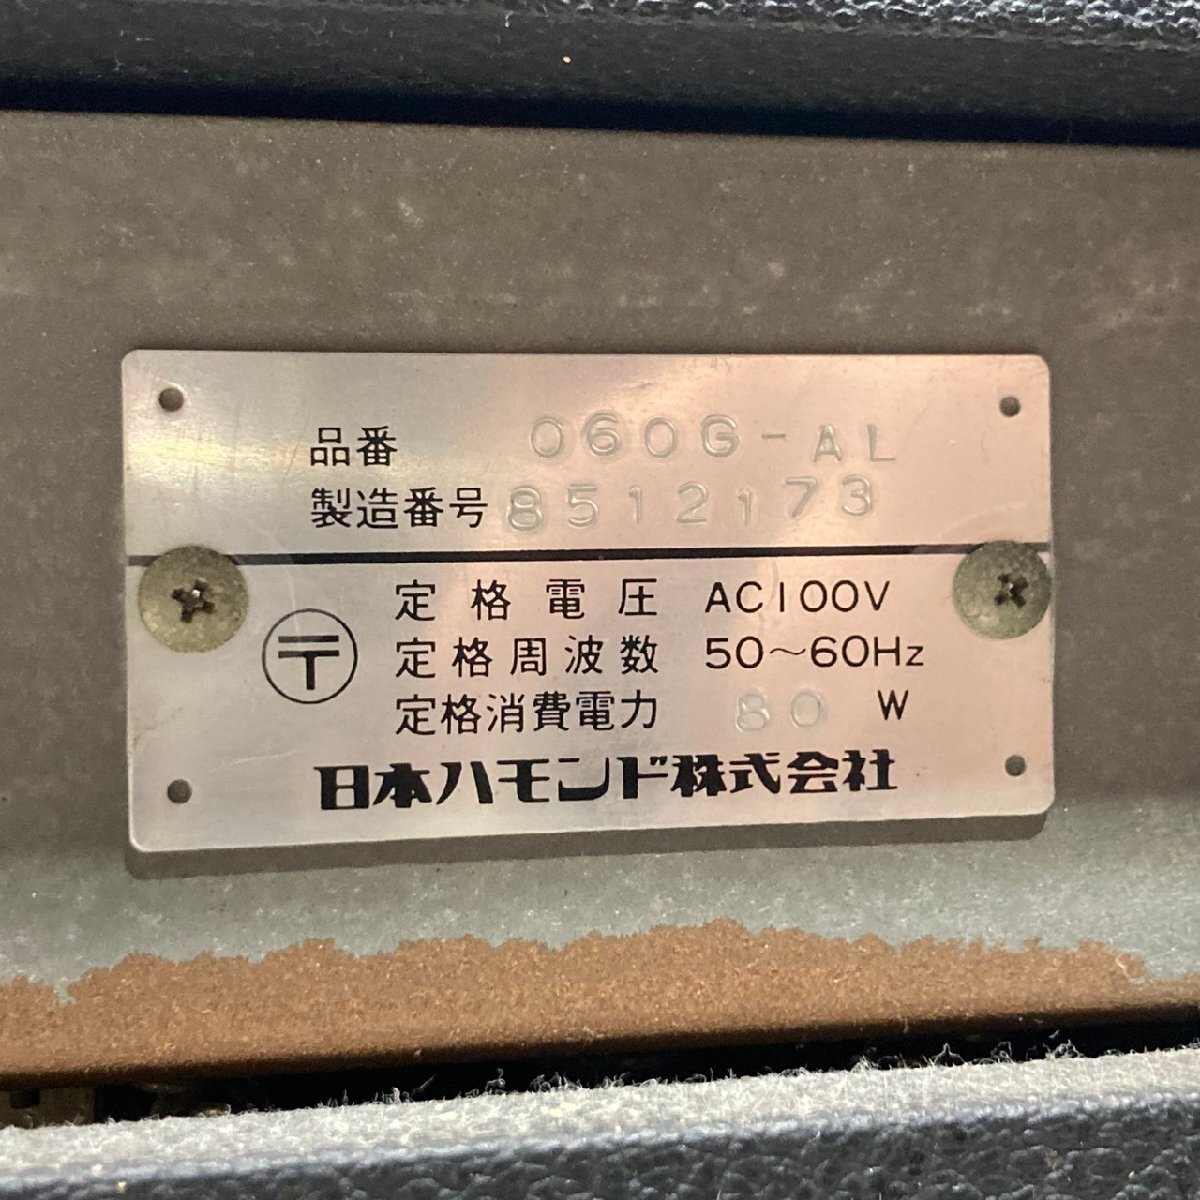 品番 060G-AL
製造番号 8512173
定格電圧 AC100V
〒 定格周波数 50～60Hz
定格消費電力 80 W
日本ハモンド株式会社